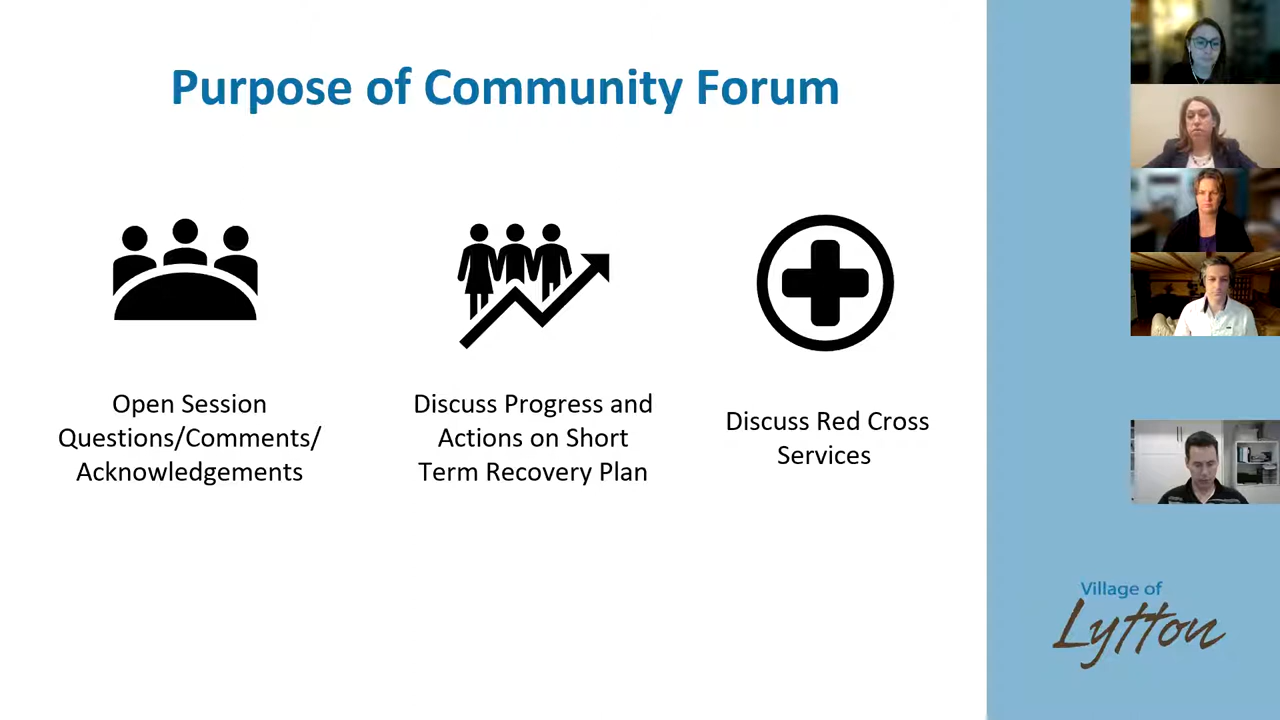 Purpose of Community Forum
Open Session
Questions/Comments/
Acknowledgements
Discuss Progress and
Actions on Short
Term Recovery Plan
Discuss Red Cross
Services
Village of
Lytton